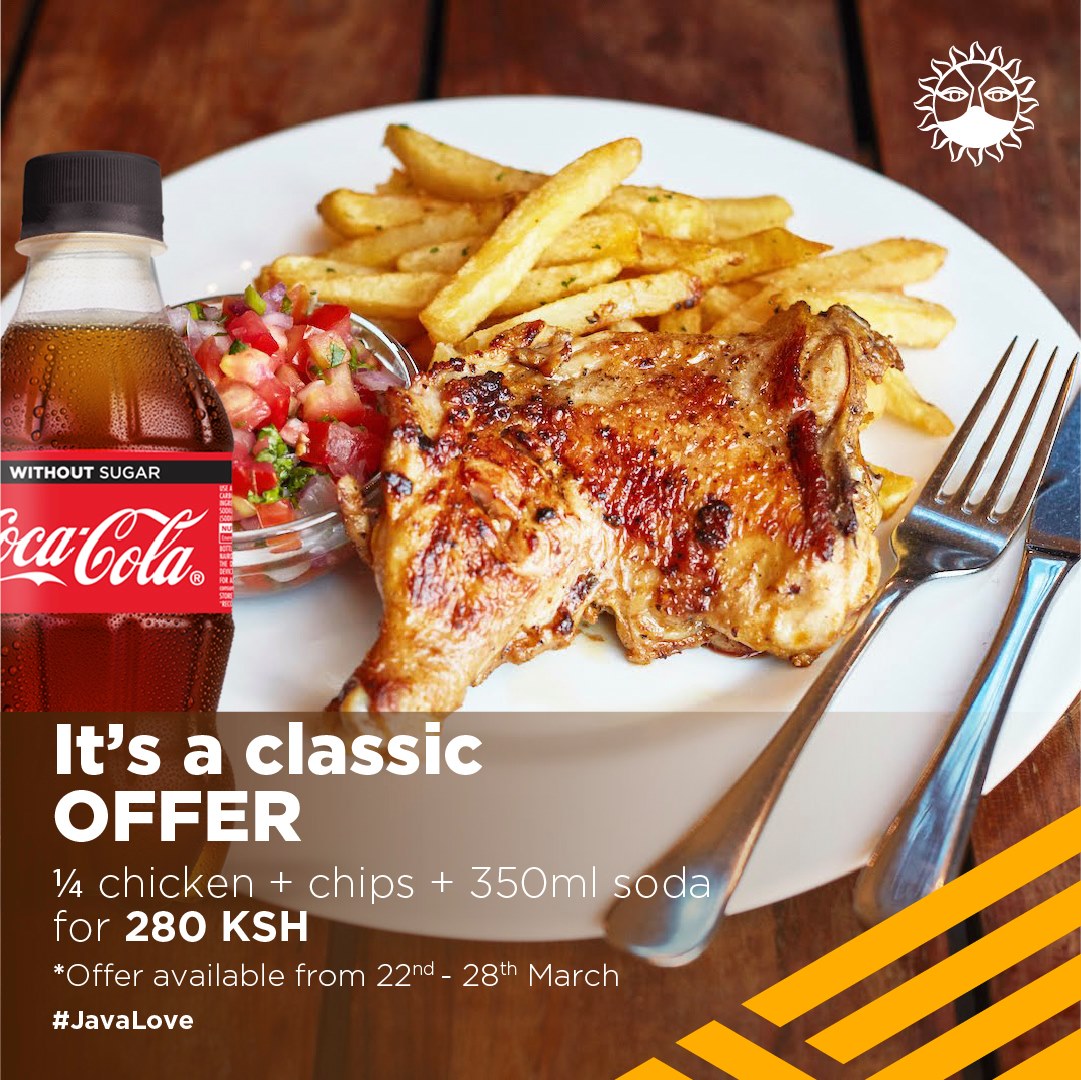 WITHOUT SUGAR
Coca-Cola®
It's a classic
OFFER
¼ chicken + chips + 350ml soda
for 280 KSH
*Offer available from 22nd - 28th March
#JavaLove